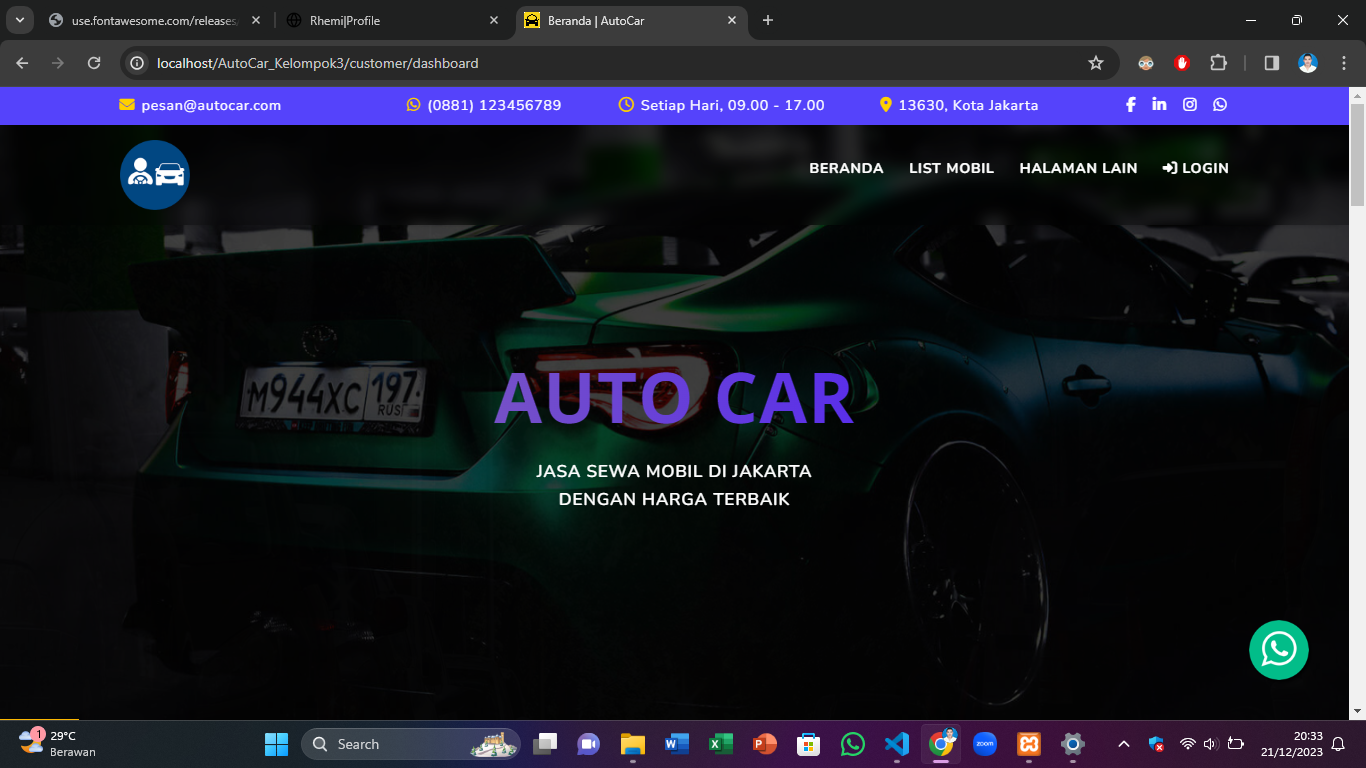 use.fontawesome.com/releases
Rhemi|Profile
Beranda | AutoCar
localhost/AutoCar_Kelompok3/customer/dashboard
pesan@autocar.com
(0881) 123456789
Setiap Hari, 09.00 - 17.00
13630, Kota Jakarta
BERANDA
LIST MOBIL
HALAMAN LAIN
LOGIN
M944XC 197
RUS
AUTO CAR
JASA SEWA MOBIL DI JAKARTA
DENGAN HARGA TERBAIK
1
29°C
Berawan
Search
zoom
20:33
21/12/2023